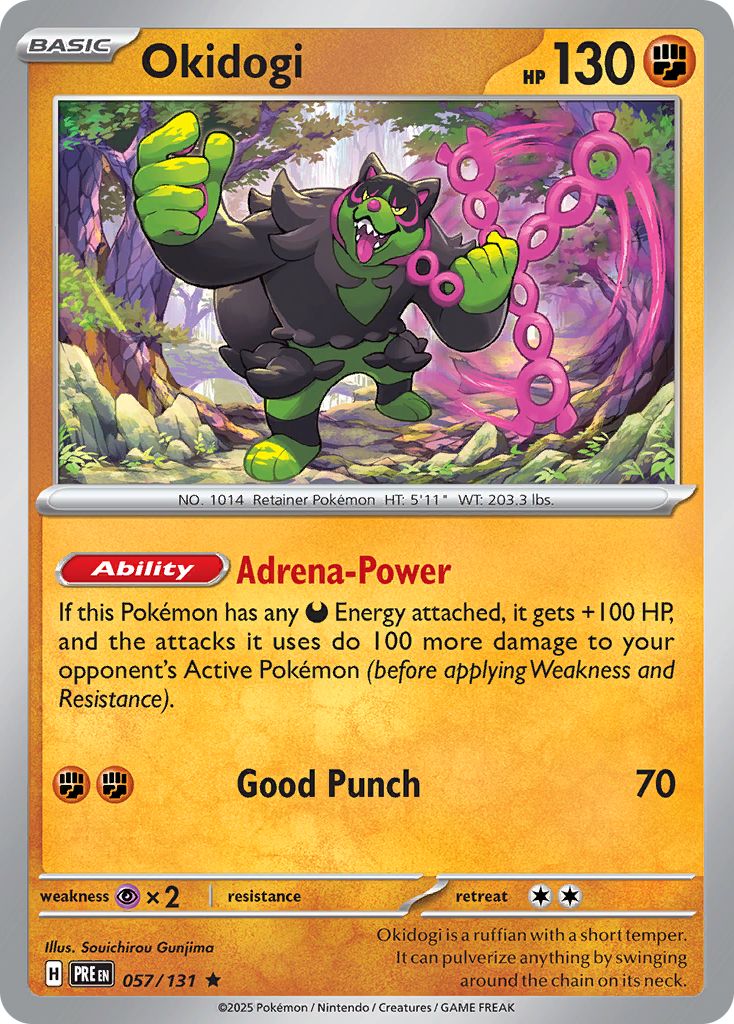 BASIC
Okidogi
HP 130
NO. 1014 Retainer Pokémon HT: 5'11" WT: 203.3 lbs.
Ability Adrena-Power
If this Pokémon has any Energy attached, it gets +100 HP,
and the attacks it uses do 100 more damage to your
opponent's Active Pokémon (before applying Weakness and
Resistance).
Good Punch 70
weakness ×2 resistance retreat
Illus. Souichirou Gunjima
Okidogi is a ruffian with a short temper.
It can pulverize anything by swinging
around the chain on its neck.
H PRE EN 057/131 ★
©2025 Pokémon / Nintendo / Creatures / GAME FREAK